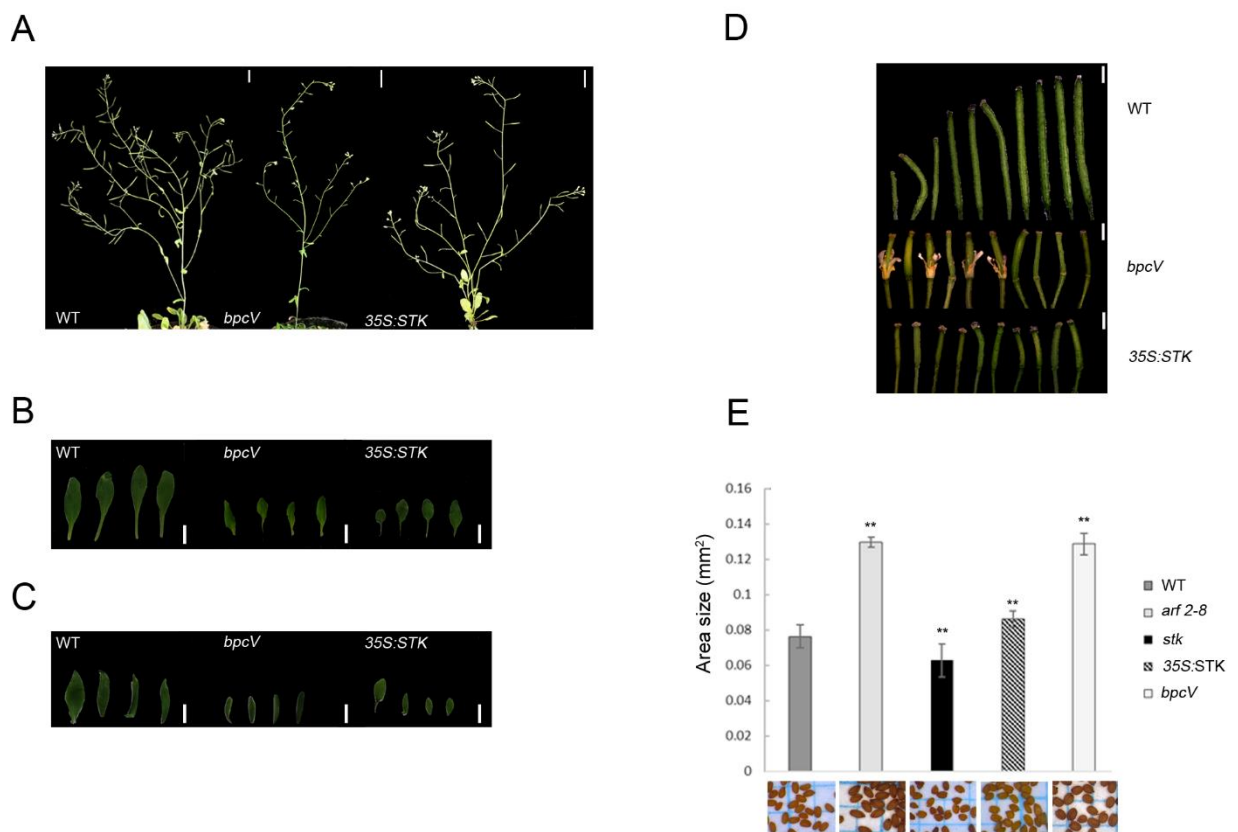 A
WT
bpcV
35S:STK
B
WT
bpcV
35S:STK
C
WT
bpcV
35S:STK
D
WT
bpcV
35S:STK
E
Area size (mm²)
0.16
0.14
0.12
0.1
0.08
0.06
0.04
0.02
0
**
**
**
**
WT
arf 2-8
stk
35S:STK
bpcV